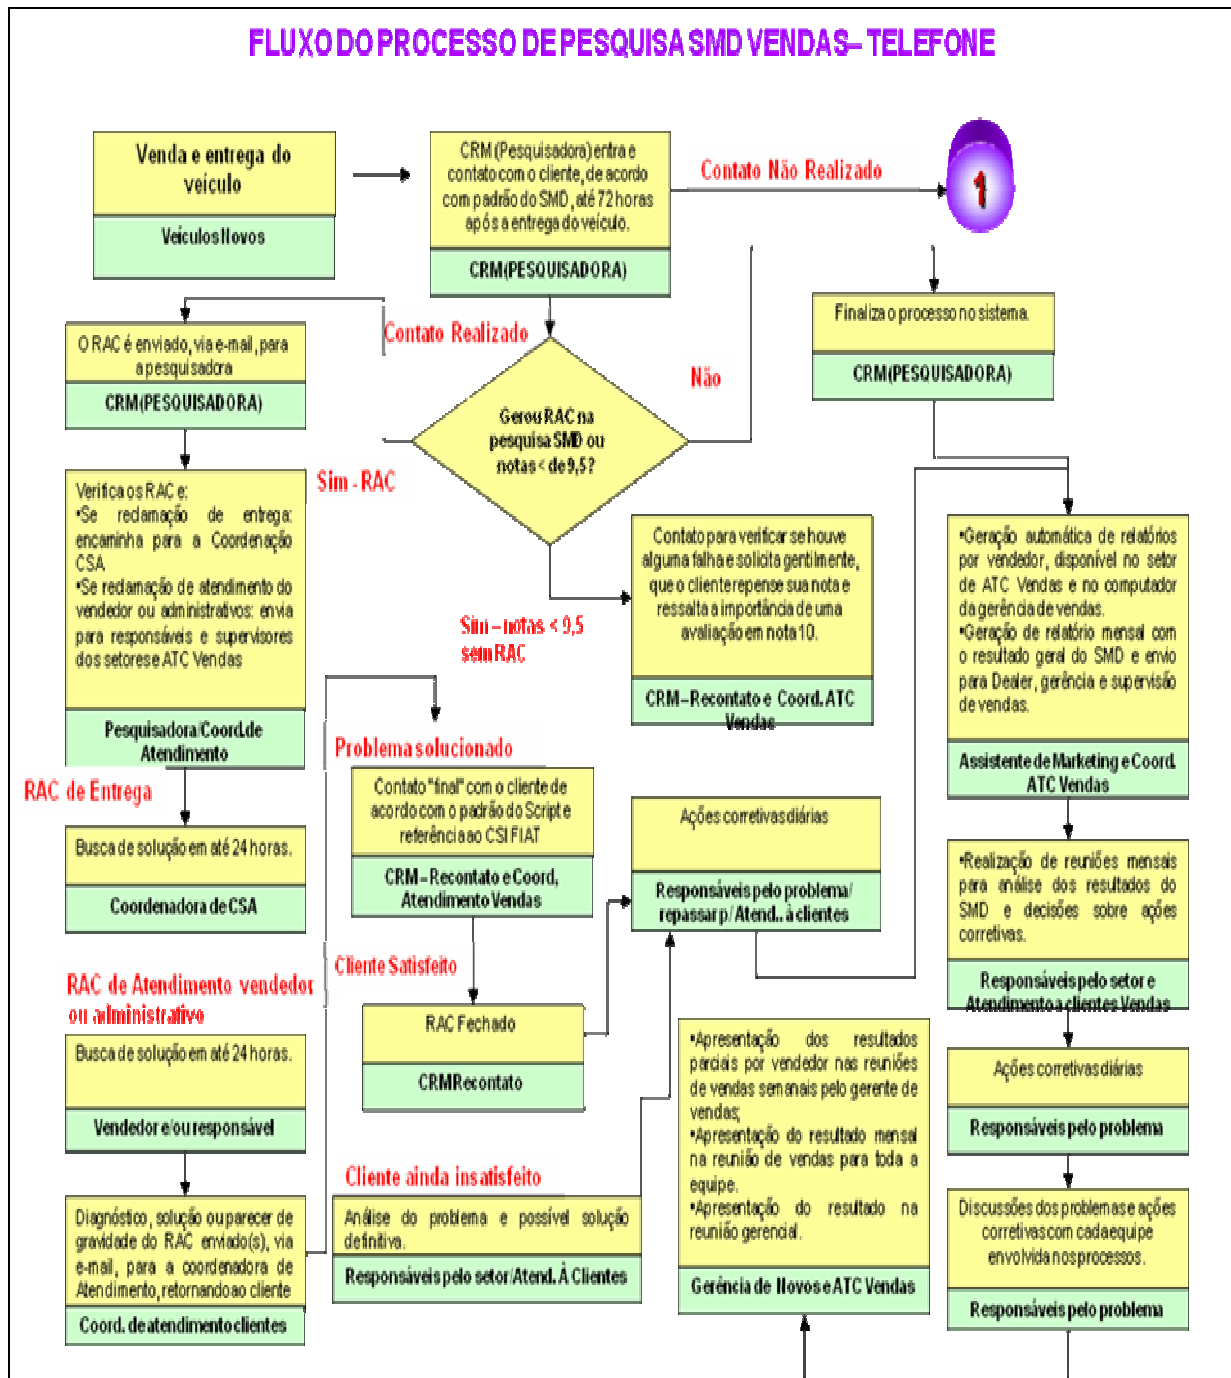 FLUXO DO PROCESSO DE PESQUISA SMD VENDAS– TELEFONE
Venda e entrega do
veículo
Veículos Novos
CRM (Pesquisadora) entra e
contato com o cliente, de acordo
com padrão do SMD, até 72 horas
após a entrega do veículo.
CRM (PESQUISADORA)
Contato Não Realizado
1
Contato Realizado
O RAC é enviado, via e-mail, para
a pesquisadora
CRM (PESQUISADORA)
Gerou RAC na
pesquisa SMD ou
notas < de 9,5?
Não
Finaliza o processo no sistema.
CRM (PESQUISADORA)
Sim - RAC
Verifica os RAC e:
•Se reclamação de entrega:
encaminha para a Coordenação
CSA
•Se reclamação de atendimento do
vendedor ou administrativos: envia
para responsáveis e supervisores
dos setores e ATC Vendas
Pesquisadora/Coord. de
Atendimento
Sim – notas < 9,5
sem RAC
Contato para verificar se houve
alguma falha e solicita gentilmente,
que o cliente repense sua nota e
ressalta a importância de uma
avaliação em nota 10.
CRM – Recontato e Coord. ATC
Vendas
•Geração automática de relatórios
por vendedor, disponível no setor
de ATC Vendas e no computador
da gerência de vendas.
•Geração de relatório mensal com
o resultado geral do SMD e envio
para Dealer, gerência e supervisão
de vendas.
Assistente de Marketing e Coord.
ATC Vendas
RAC de Entrega
Busca de solução em até 24 horas.
Coordenadora de CSA
Problema solucionado
Contato "final" com o cliente de
acordo com o padrão do Script e
referência ao CSI FIAT
CRM – Recontato e Coord,
Atendimento Vendas
Ações corretivas diárias
Responsáveis pelo problema/
repassar p/ Atend.. à clientes
•Realização de reuniões mensais
para análise dos resultados do
SMD e decisões sobre ações
corretivas.
Responsáveis pelo setor e
Atendimento a clientes Vendas
Cliente Satisfeito
RAC Fechado
CRM Recontato
RAC de Atendimento vendedor
ou administrativo
Busca de solução em até 24 horas.
Vendedor e/ou responsável
•Apresentação dos resultados
parciais por vendedor nas reuniões
de vendas semanais pelo gerente de
vendas;
•Apresentação do resultado mensal
na reunião de vendas para toda a
equipe.
•Apresentação do resultado na
reunião gerencial.
Gerência de Novos e ATC Vendas
Ações corretivas diárias
Responsáveis pelo problema
Cliente ainda insatisfeito
Análise do problema e possível solução
definitiva.
Responsáveis pelo setor/Atend. À Clientes
Diagnóstico, solução ou parecer de
gravidade do RAC enviado(s), via
e-mail, para a coordenadora de
Atendimento, retornando ao cliente
Coord. de atendimento clientes
Discussões dos problemas e ações
corretivas com cada equipe
envolvida nos processos.
Responsáveis pelo problema